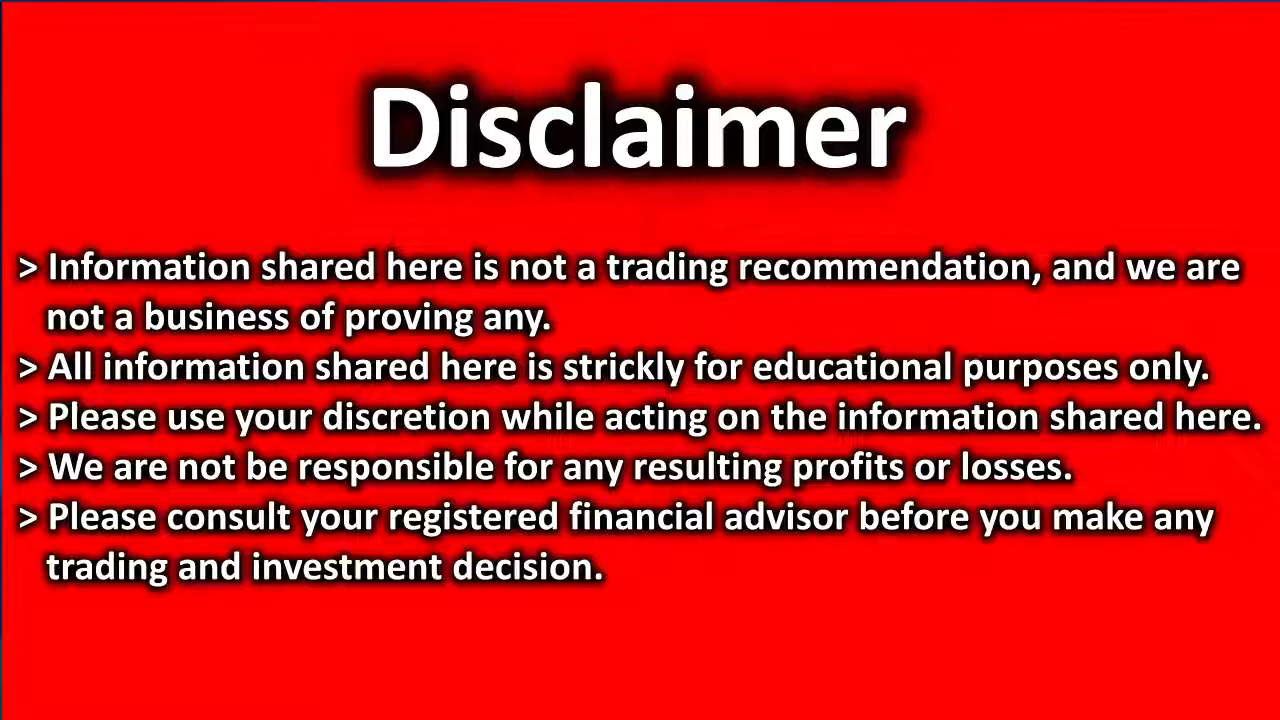 Disclaimer
> Information shared here is not a trading recommendation, and we are
not a business of proving any.
> All information shared here is strickly for educational purposes only.
> Please use your discretion while acting on the information shared here.
> We are not be responsible for any resulting profits or losses.
> Please consult your registered financial advisor before you make any
trading and investment decision.